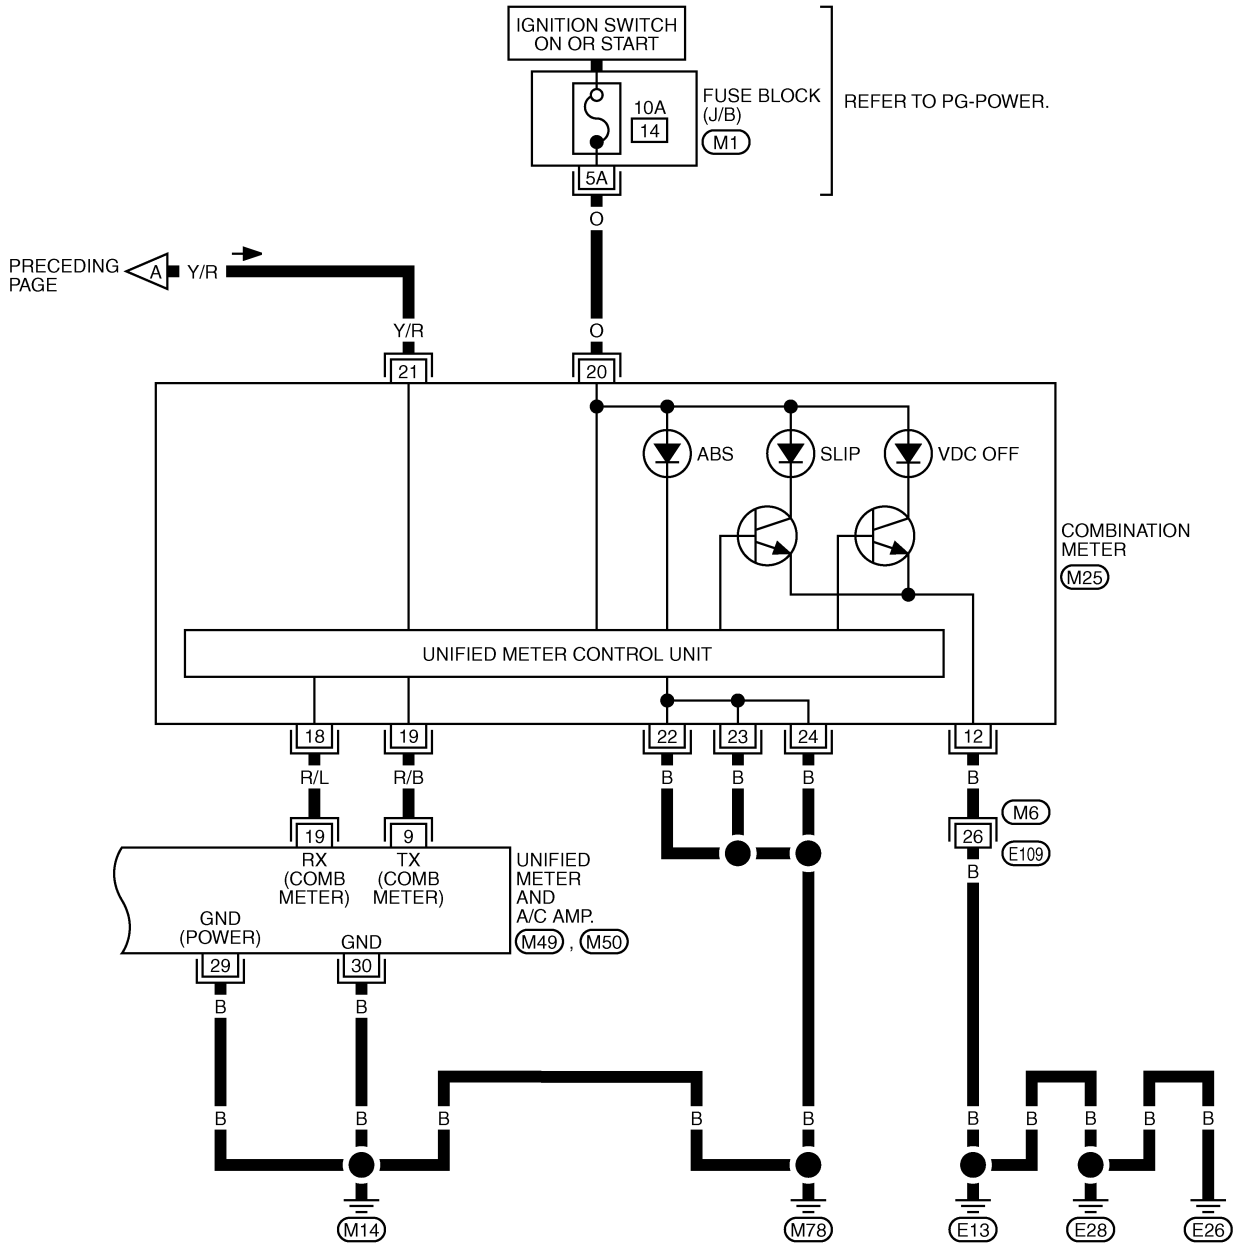 IGNITION SWITCH
ON OR START
10A
14
FUSE BLOCK
(J/B)
M1
REFER TO PG-POWER.
5A
O
PRECEDING
PAGE
A
Y/R
Y/R
O
21
20
ABS
SLIP
VDC OFF
COMBINATION
METER
M25
UNIFIED METER CONTROL UNIT
18
19
22
23
24
12
R/L
R/B
B
B
B
B
M6
19
9
26
E109
RX
(COMB
METER)
TX
(COMB
METER)
UNIFIED
METER
AND
A/C AMP.
M49 , M50
B
GND
(POWER)
GND
29
30
B
B
B
B
B
B
B
B
B
B
B
B
M14
M78
E13
E28
E26